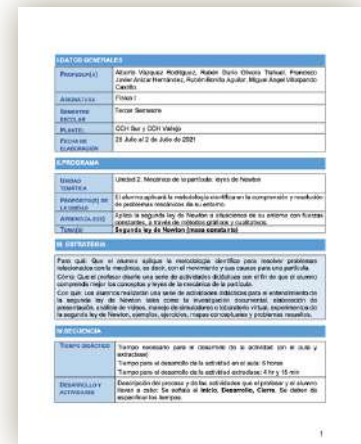 I.DATOS GENERALES
PROFESOR(A)
Alberto Vázquez Rodríguez, Rubén Darío Olvera Tlahuel, Francisco
Javier Anzar Hernández, Rubén Bonilla Aguilar, Miguel Ángel Villalpando
Castillo
ASIGNATURA
Física I
SEMESTRE
ESCOLAR
Tercer Semestre
PLANTEL
CCH Sur y CCH Vallejo
FECHA DE
ELABORACIÓN
28 Julio al 2 de Julio de 2021
II.PROGRAMA
UNIDAD
TEMÁTICA
Unidad 2. Mecánica de la partícula: leyes de Newton
PROPÓSITO(S) DE
LA UNIDAD
El alumno aplicará la metodología científica en la comprensión y resolución
de problemas mecánicos de su entorno.
APRENDIZAJE(S)
Aplica la segunda ley de Newton a situaciones de su entorno con fuerzas
constantes, a través de métodos gráficos y cualitativos.
TEMA(S)
Segunda ley de Newton (masa constante)
III. ESTRATEGIA
Para qué: Que el alumno aplique la metodología científica para resolver problemas
relacionados con la mecánica, es decir, con el movimiento y sus causas para una partícula.
Cómo: Que el profesor diseñe una serie de actividades didácticas con el fin de que el alumno
comprenda mejor los conceptos y leyes de la mecánica de la partícula.
Con qué: Los alumnos realizarán una serie de actividades didácticas para el entendimiento de
la segunda ley de Newton tales como la investigación documental, elaboración de
presentación, análisis de videos, manejo de simuladores o laboratorio virtual, experiencia de
la segunda ley de Newton, ejemplos, ejercicios, mapas conceptuales y problemas resueltos.
IV.SECUENCIA
TIEMPO DIDÁCTICO
Tiempo necesario para el desarrollo de la actividad (en el aula y
extraclase)
Tiempo para el desarrollo de la actividad en el aula: 6 horas
Tiempo para el desarrollo de la actividad extraclase: 4 hr y 15 min
DESARROLLO Y
ACTIVIDADES
Descripción del proceso y de las actividades que el profesor y el alumno
llevan a cabo: Se señala el Inicio, Desarrollo, Cierre. Se deben de
especificar los tiempos.
1